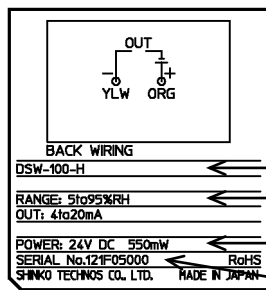 OUT
− +
YLW ORG
BACK WIRING
DSW-100-H
RANGE: 5to95%RH
OUT: 4to20mA
POWER: 24V DC 550mW
SERIAL No.121F05000 RoHS
SHINKO TECHNOS CO., LTD. MADE IN JAPAN